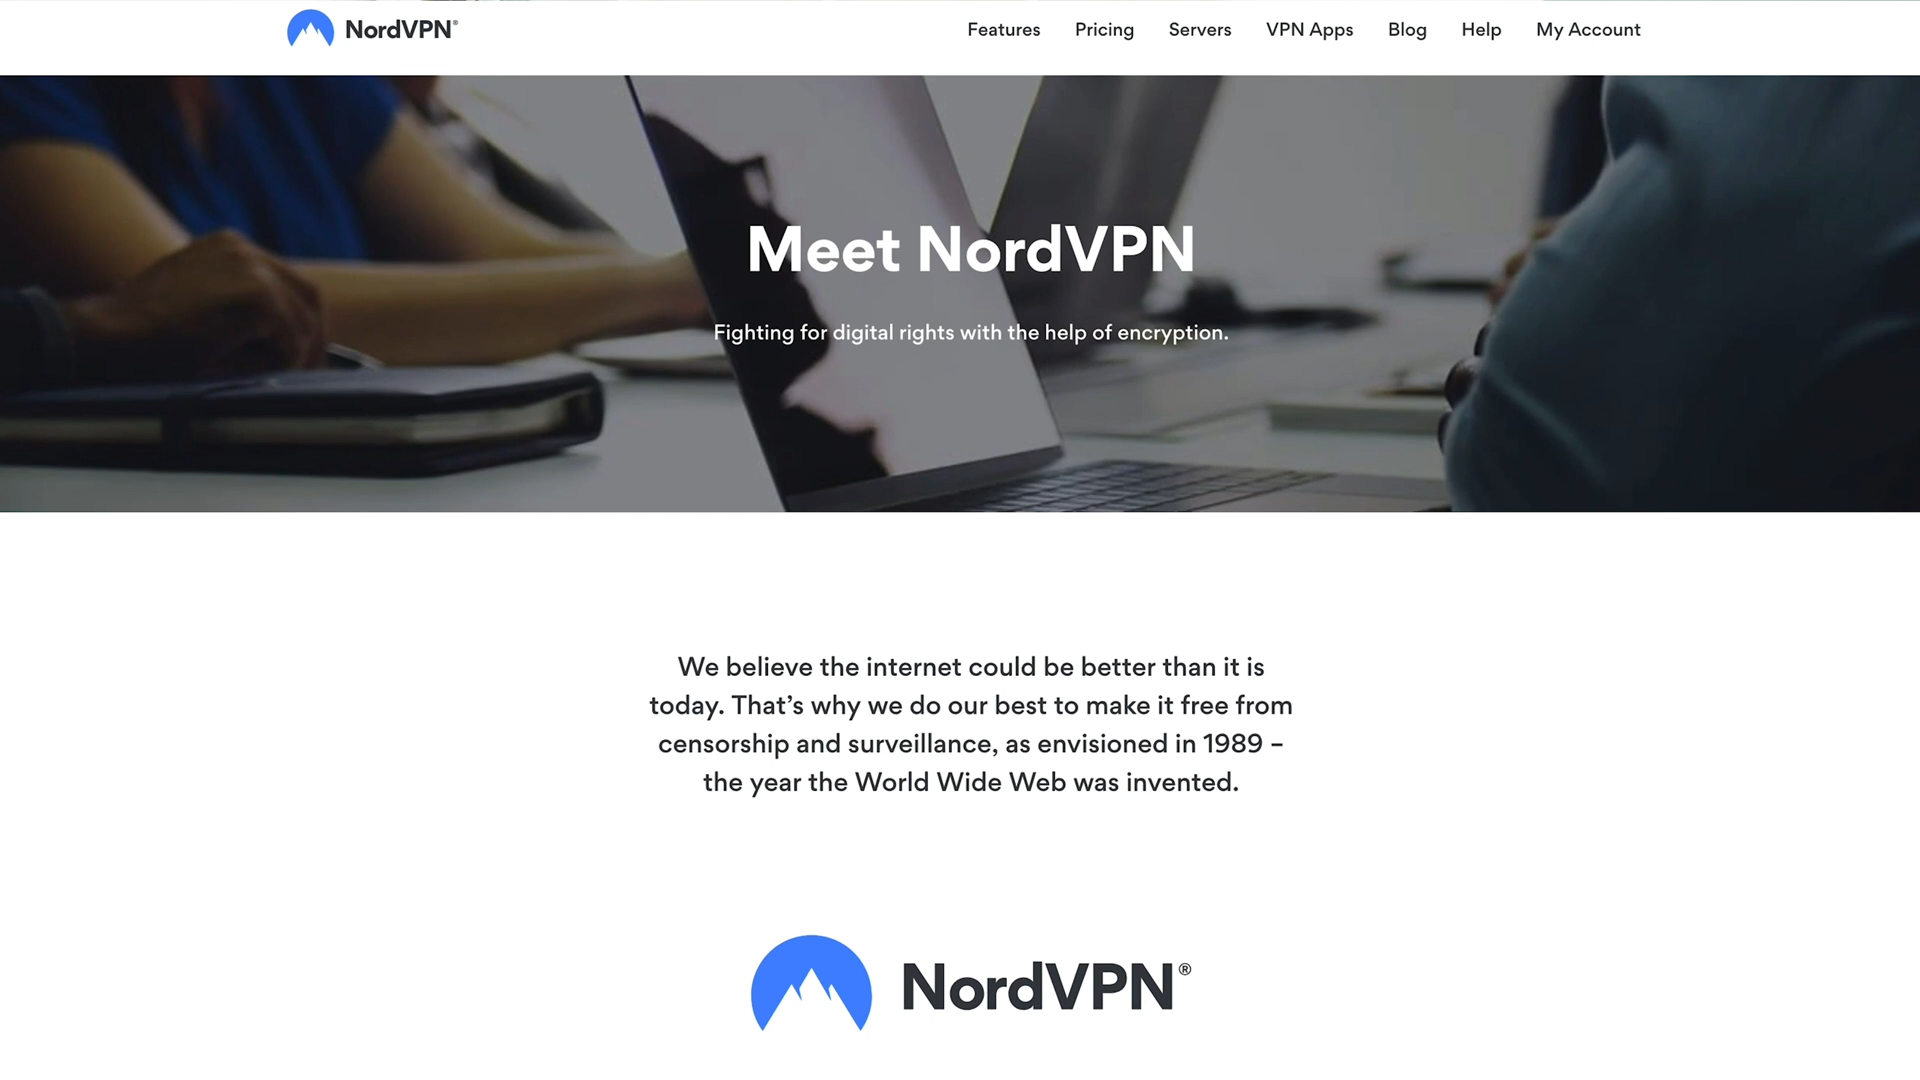 NordVPN®
Features Pricing Servers VPN Apps Blog Help My Account
Meet NordVPN
Fighting for digital rights with the help of encryption.
We believe the internet could be better than it is
today. That’s why we do our best to make it free from
censorship and surveillance, as envisioned in 1989 –
the year the World Wide Web was invented.
NordVPN®